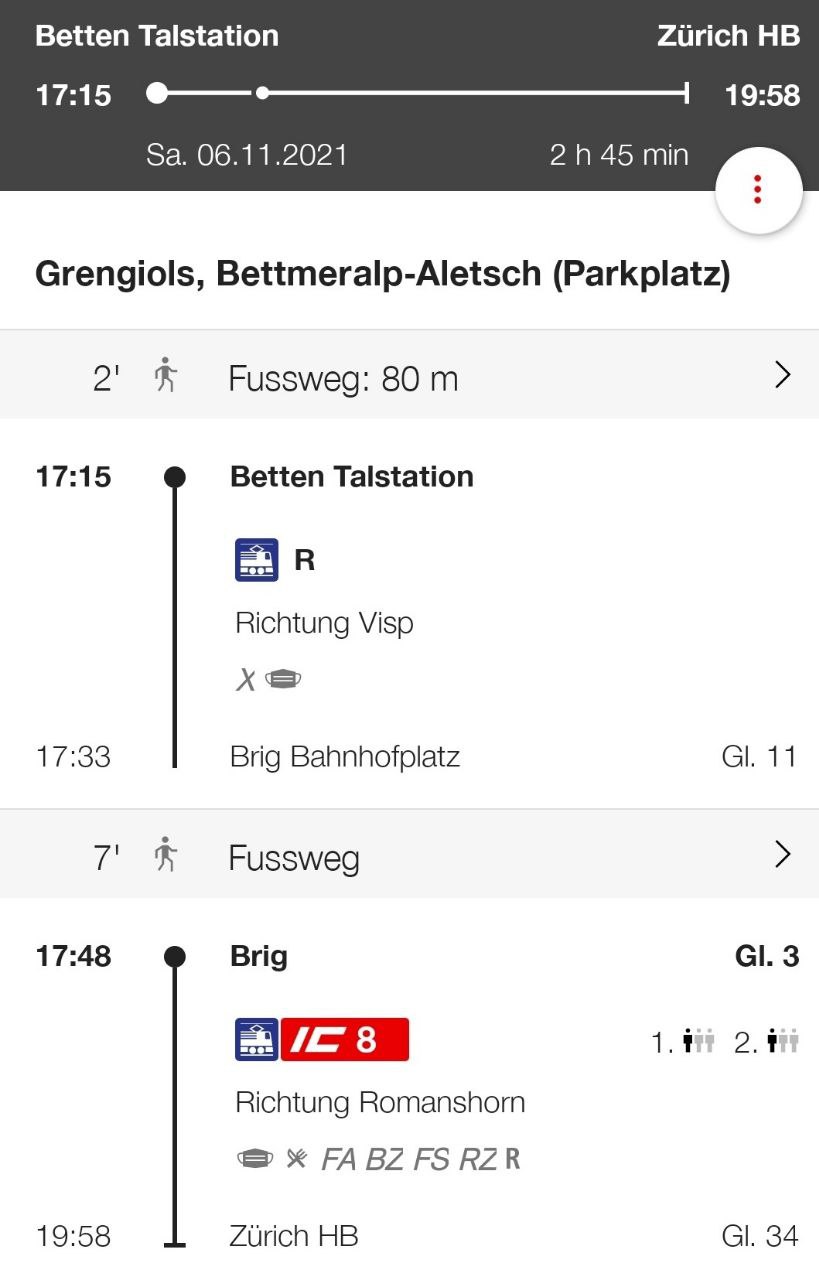 Betten Talstation Zürich HB
17:15 19:58
Sa. 06.11.2021 2 h 45 min
Grengiols, Bettmeralp-Aletsch (Parkplatz)
2' Fussweg: 80 m
17:15 Betten Talstation
R
Richtung Visp
X
17:33 Brig Bahnhofplatz Gl. 11
7' Fussweg
17:48 Brig Gl. 3
IC 8 1. 2.
Richtung Romanshorn
FA BZ FS RZ R
19:58 Zürich HB Gl. 34